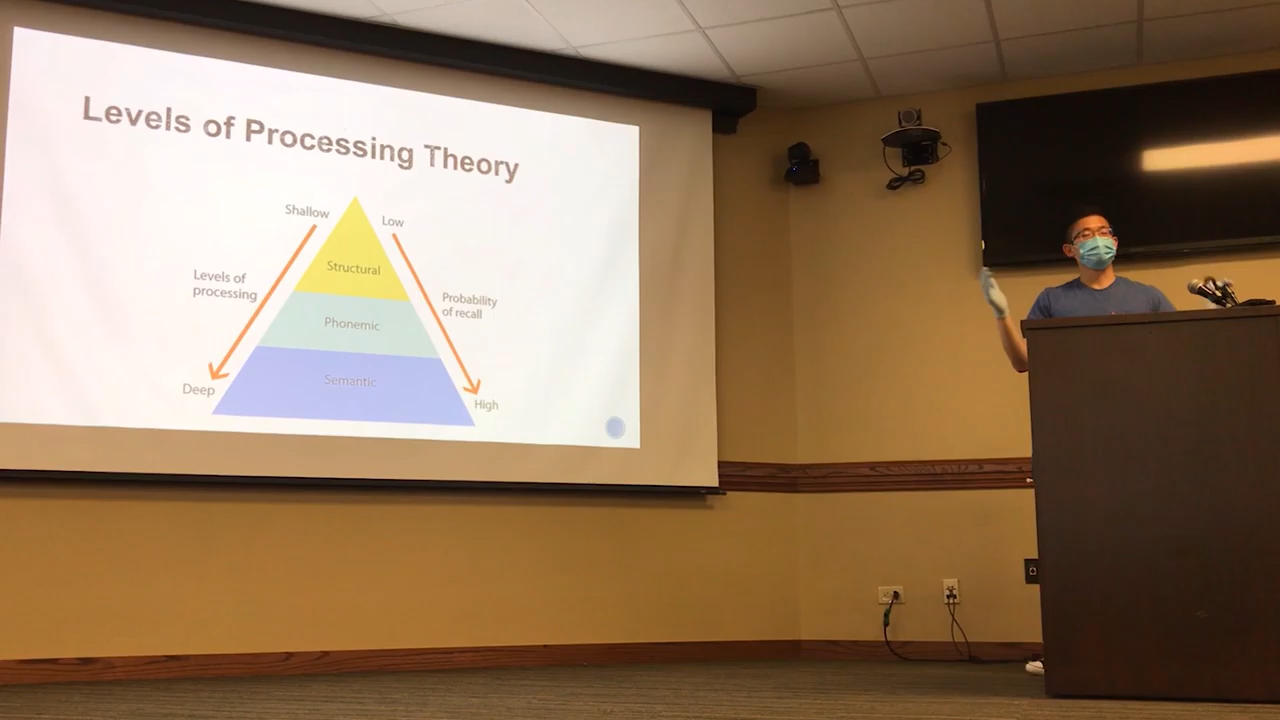 Levels of Processing Theory
Shallow
Low
Structural
Levels of
processing
Probability
of recall
Phonemic
Semantic
Deep
High